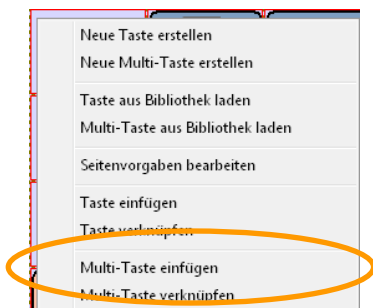 Neue Taste erstellen
Neue Multi-Taste erstellen
Taste aus Bibliothek laden
Multi-Taste aus Bibliothek laden
Seitenvorgaben bearbeiten
Taste einfügen
Taste verknüpfen
Multi-Taste einfügen
Multi-Taste verknüpfen